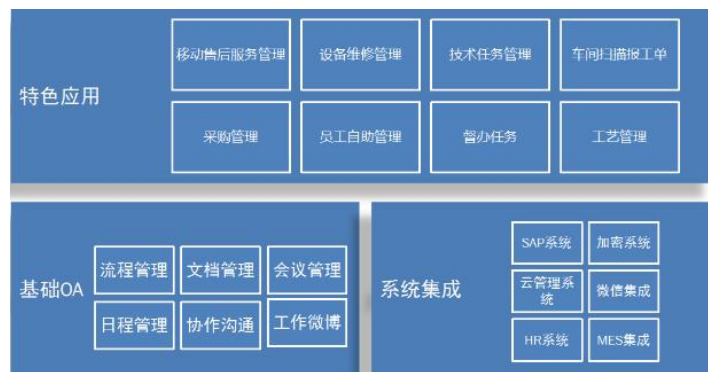 特色应用
移动售后服务管理
设备维修管理
技术任务管理
车间扫描报工单
采购管理
员工自助管理
督办任务
工艺管理
基础OA
流程管理
文档管理
会议管理
日程管理
协作沟通
工作微博
系统集成
SAP系统
加密系统
云管理系
统
微信集成
HR系统
MES集成